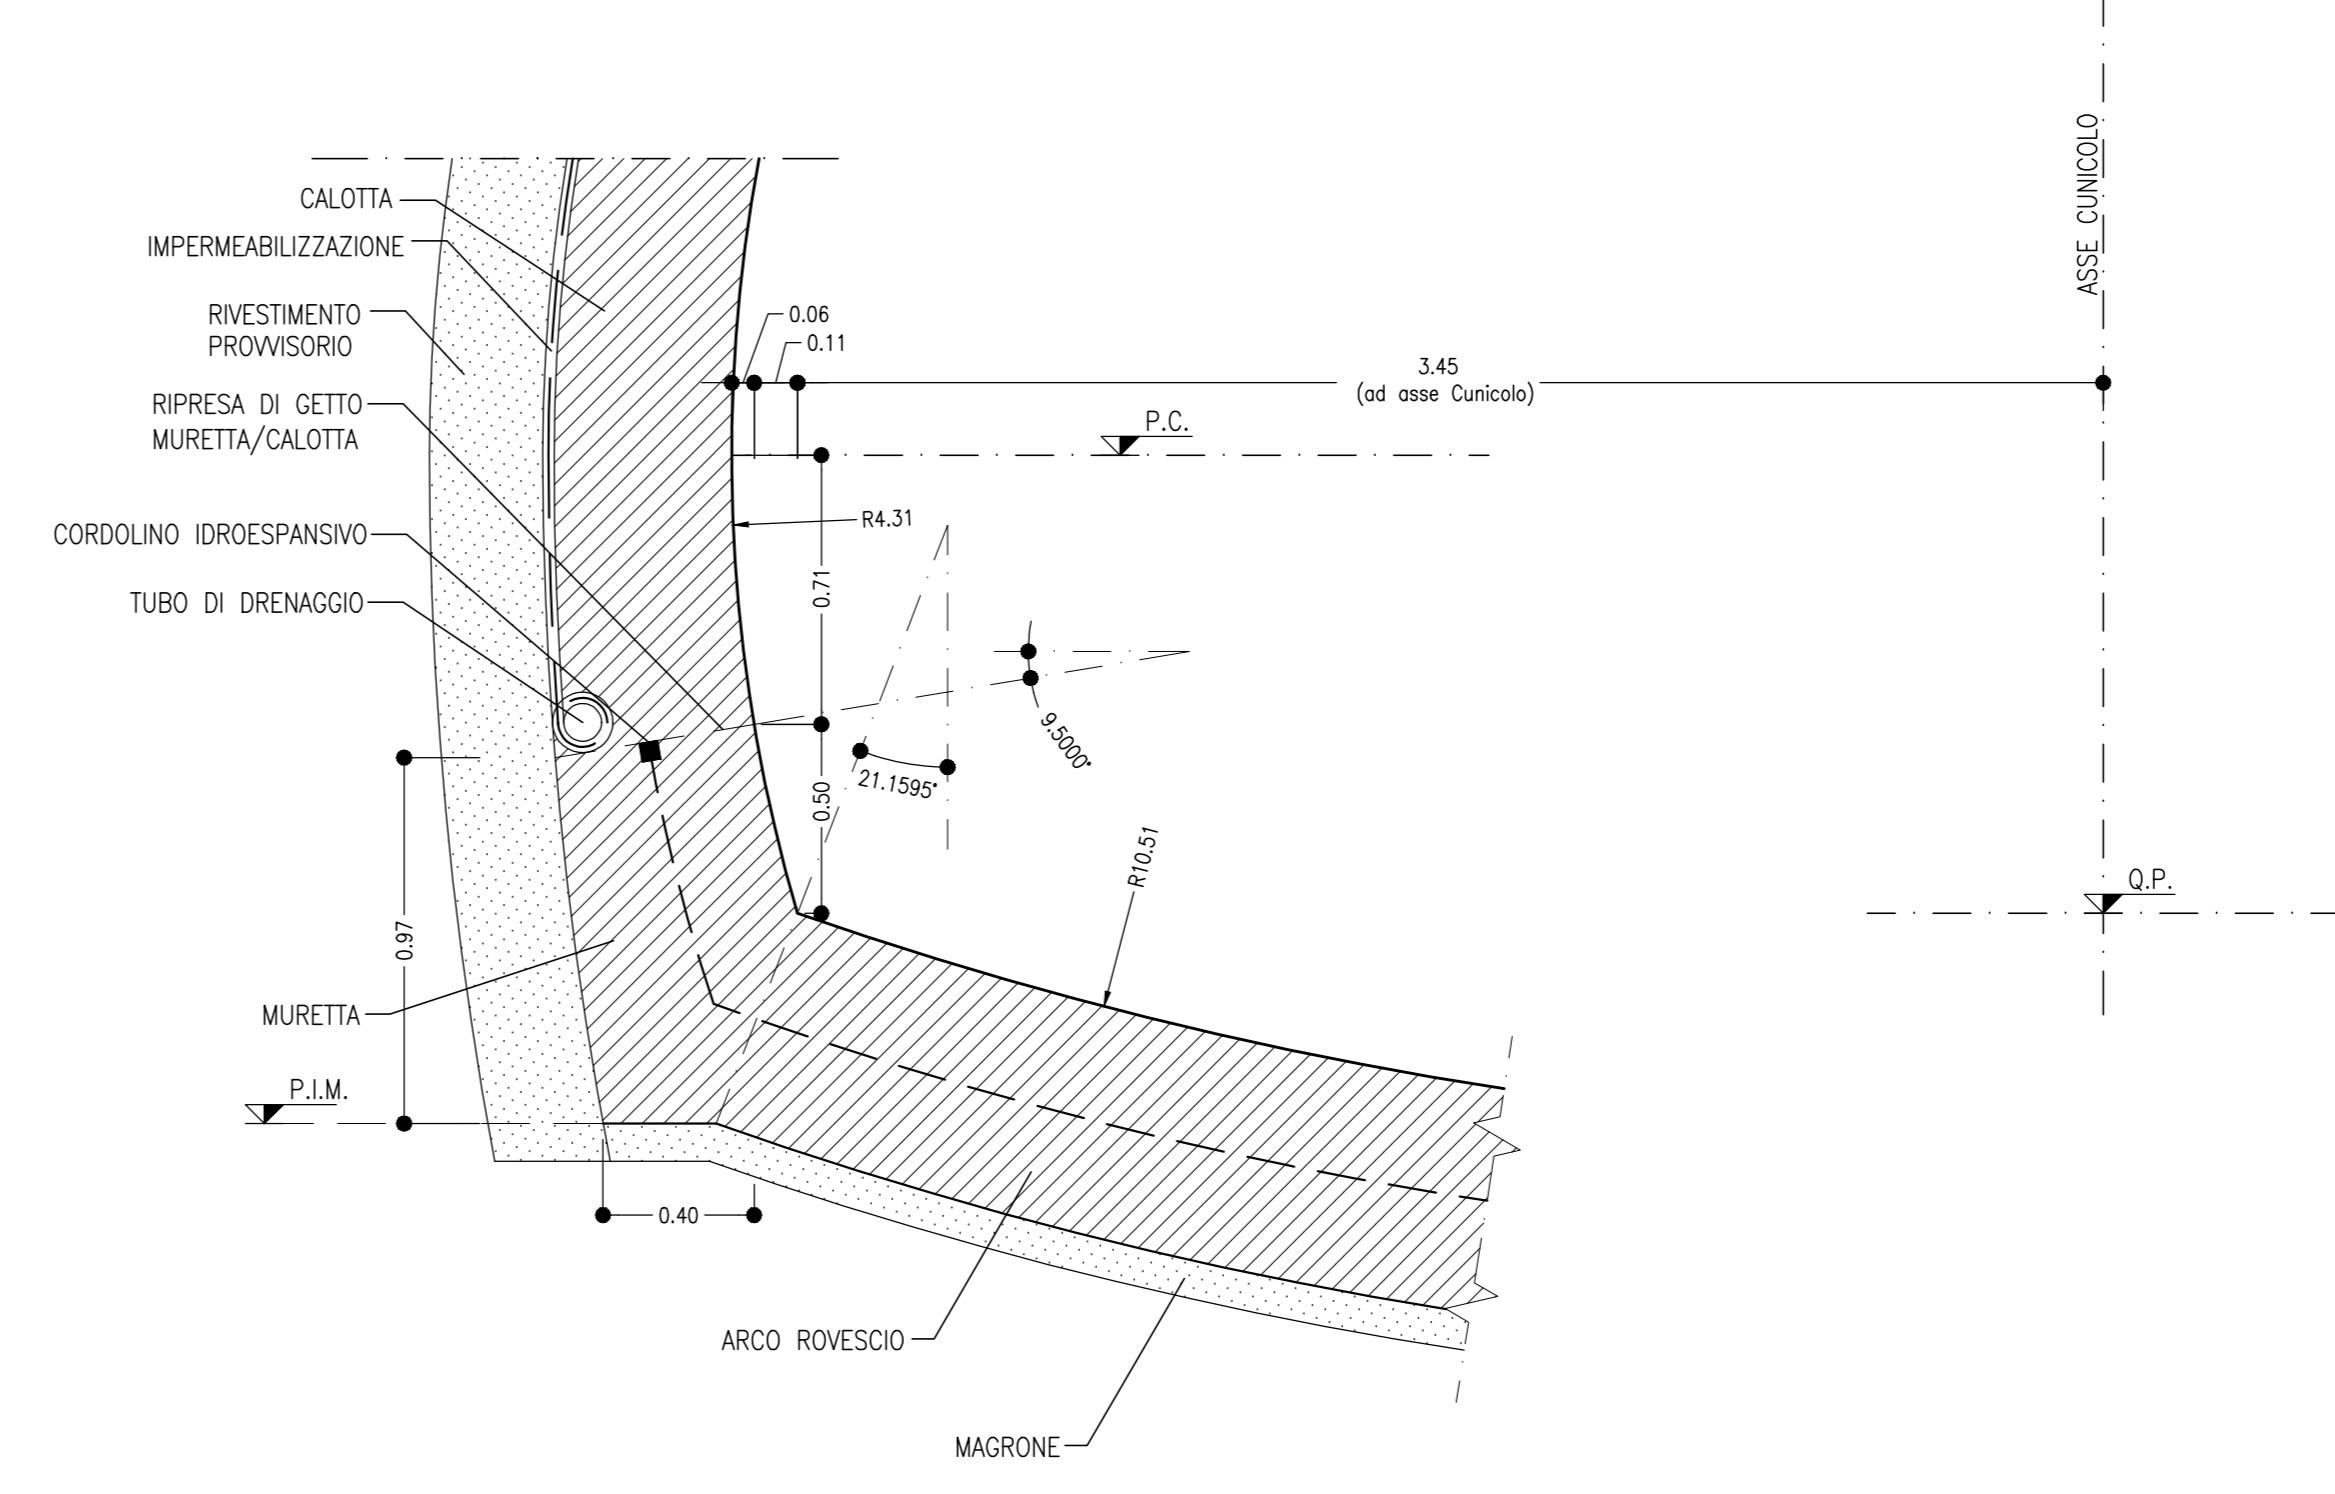 ASSE CUNICOLO
CALOTTA
IMPERMEABILIZZAZIONE
RIVESTIMENTO
PROVVISORIO
0.06
0.11
3.45
(ad asse Cunicolo)
RIPRESA DI GETTO
MURETTA/CALOTTA
P.C.
R4.31
CORDOLINO IDROESPANSIVO
0.71
TUBO DI DRENAGGIO
9.5000°
21.1595°
0.50
R10.51
Q.P.
0.97
MURETTA
P.I.M.
0.40
ARCO ROVESCIO
MAGRONE